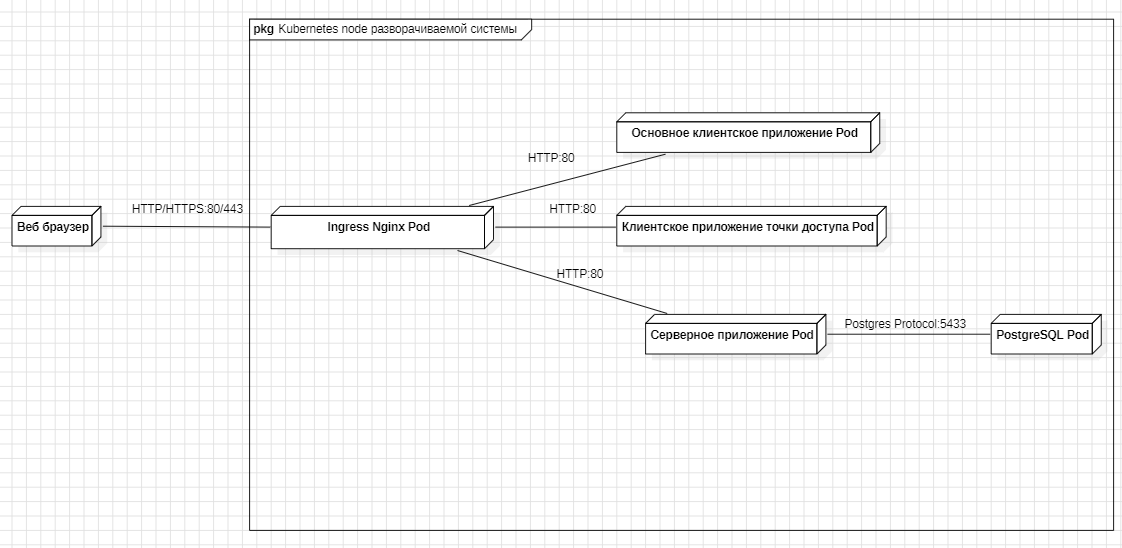 pkg Kubernetes node разворачиваемой системы
Основное клиентское приложение Pod
HTTP:80
HTTP/HTTPS:80/443
HTTP:80
Веб браузер
Ingress Nginx Pod
Клиентское приложение точки доступа Pod
HTTP:80
Postgres Protocol:5433
Серверное приложение Pod
PostgreSQL Pod